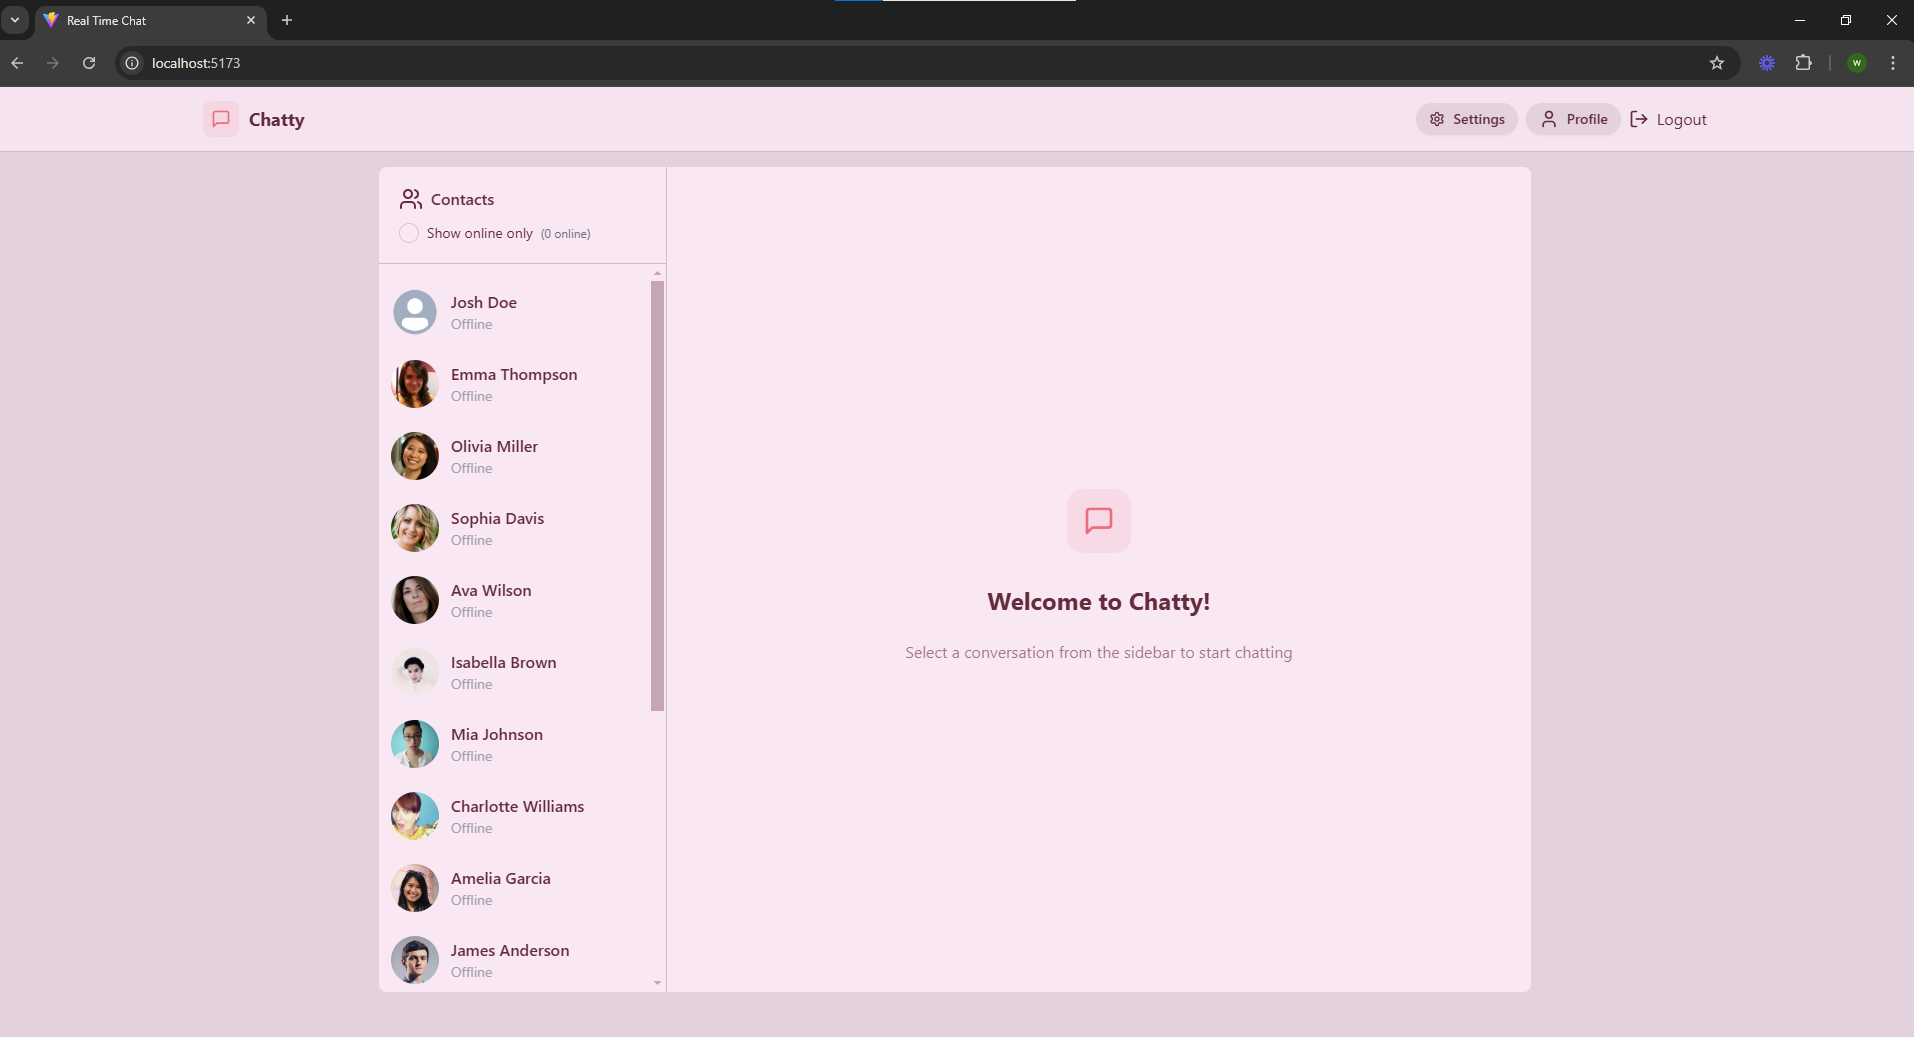 Real Time Chat
localhost:5173
W
Chatty
Settings
Profile
Logout
Contacts
Show online only (0 online)
Josh Doe
Offline
Emma Thompson
Offline
Olivia Miller
Offline
Sophia Davis
Offline
Ava Wilson
Offline
Isabella Brown
Offline
Mia Johnson
Offline
Charlotte Williams
Offline
Amelia Garcia
Offline
James Anderson
Offline
Welcome to Chatty!
Select a conversation from the sidebar to start chatting